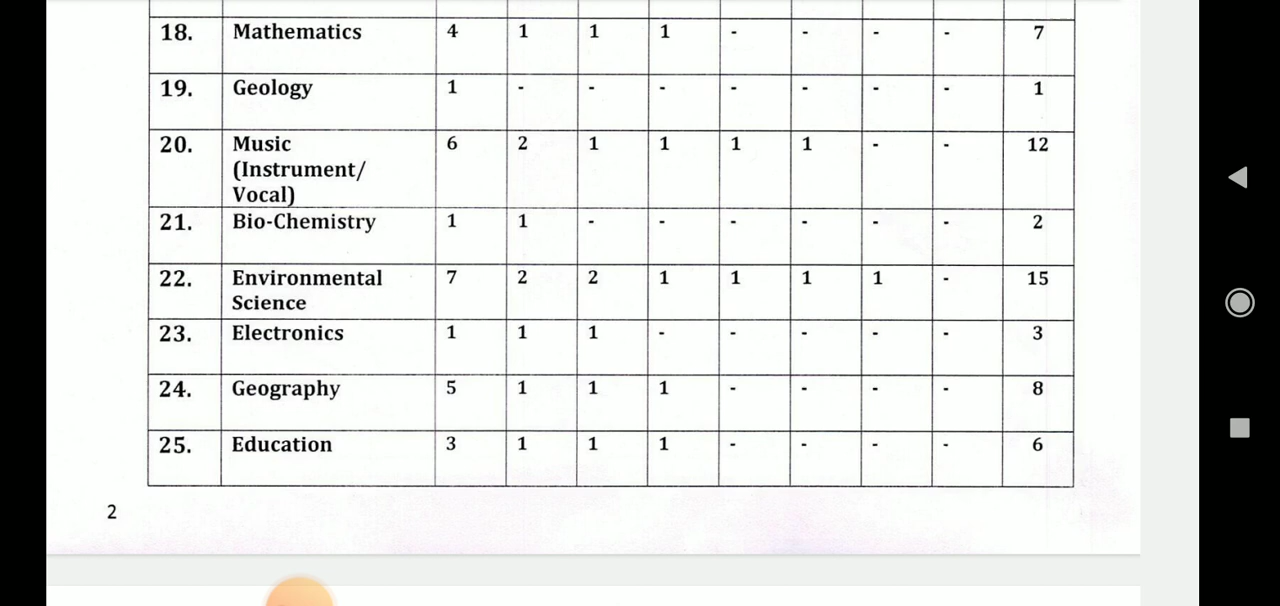 18. Mathematics 4 1 1 1 - - - - 7
19. Geology 1 - - - - - - - 1
20. Music 6 2 1 1 1 1 - - 12
(Instrument/
Vocal)
21. Bio-Chemistry 1 1 - - - - - - 2
22. Environmental 7 2 2 1 1 1 1 - 15
Science
23. Electronics 1 1 1 - - - - - 3
24. Geography 5 1 1 1 - - - - 8
25. Education 3 1 1 1 - - - - 6
2